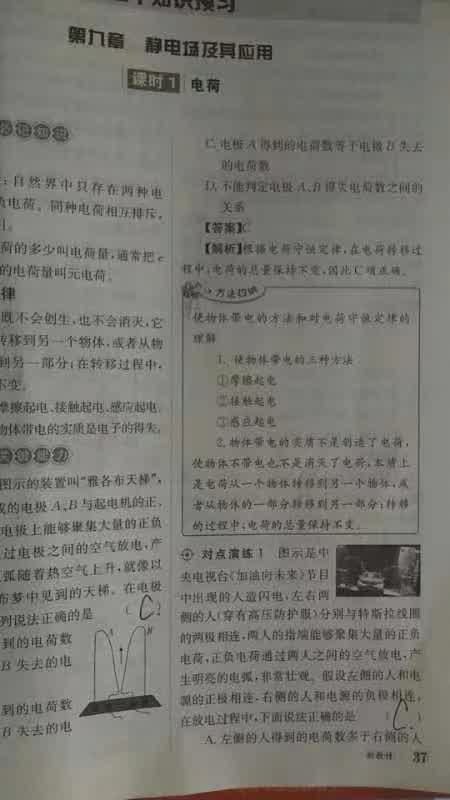 知识预习
第九章 静电场及其应用
课时1 电荷
：自然界中只存在两种电
负电荷。同种电荷相互排斥，
引。
荷的多少叫电荷量，通常把e
的电荷量叫元电荷。
律
既不会创生，也不会消灭，它
转移到另一个物体，或者从物
到另一部分；在转移过程中，
不变。
摩擦起电、接触起电、感应起电。
物体带电的实质是电子的得失。
图示的装置叫“雅各布天梯”，
成的电极A、B与起电机的正、
电极上能够聚集大量的正负
过电极之间的空气放电，产
弧随着热空气上升，就像以
布梦中见到的天梯。在电极
列说法正确的是 （C）
到的电荷数
B失去的电
到的电荷数
B失去的电
C. 电极A得到的电荷数等于电极B失去
的电荷数
D. 不能判定电极A、B得失电荷数之间的
关系
【答案】C
【解析】根据电荷守恒定律，在电荷转移过
程中，电荷的总量保持不变，因此C项正确。
方法归纳
使物体带电的方法和对电荷守恒定律的
理解
1. 使物体带电的三种方法
①摩擦起电
②接触起电
③感应起电
2. 物体带电的实质不是创造了电荷，
使物体不带电也不是消灭了电荷，本质上
是电荷从一个物体转移到另一个物体，或
者从物体的一部分转移到另一部分；转移
的过程中，电荷的总量保持不变。
对点演练1 图示是中
央电视台《加油向未来》节目
中出现的人造闪电，左右两
侧的人（穿有高压防护服）分别与特斯拉线圈
的两极相连，两人的指端能够聚集大量的正负
电荷，正负电荷通过两人之间的空气放电，产
生明亮的电弧，非常壮观。假设左侧的人和电
源的正极相连，右侧的人和电源的负极相连，
在放电过程中，下面说法正确的是 （C）
A. 左侧的人得到的电荷数多于右侧的人
新教材 37